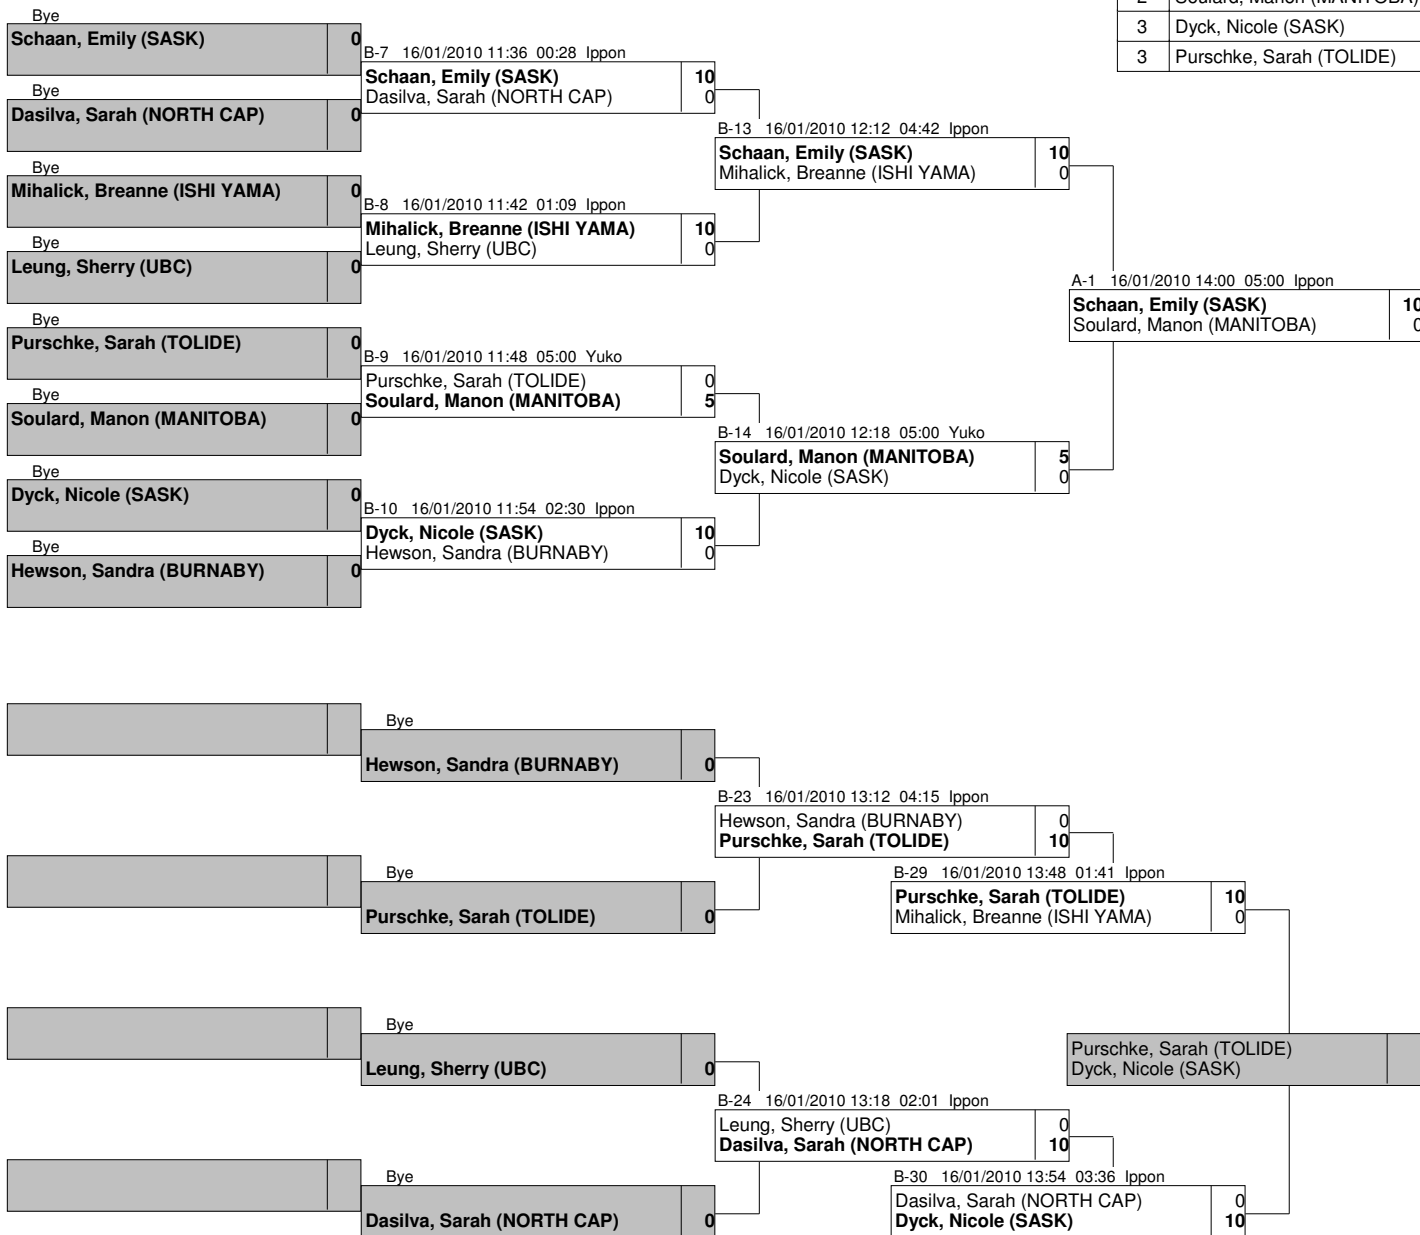 2 Soulard, Manon (MANITOBA)
3 Dyck, Nicole (SASK)
3 Purschke, Sarah (TOLIDE)
Bye
Schaan, Emily (SASK) 0
Bye
Dasilva, Sarah (NORTH CAP) 0
Bye
Mihalick, Breanne (ISHI YAMA) 0
Bye
Leung, Sherry (UBC) 0
Bye
Purschke, Sarah (TOLIDE) 0
Bye
Soulard, Manon (MANITOBA) 0
Bye
Dyck, Nicole (SASK) 0
Bye
Hewson, Sandra (BURNABY) 0
B-7 16/01/2010 11:36 00:28 Ippon
Schaan, Emily (SASK) 10
Dasilva, Sarah (NORTH CAP) 0
B-8 16/01/2010 11:42 01:09 Ippon
Mihalick, Breanne (ISHI YAMA) 10
Leung, Sherry (UBC) 0
B-9 16/01/2010 11:48 05:00 Yuko
Purschke, Sarah (TOLIDE) 0
Soulard, Manon (MANITOBA) 5
B-10 16/01/2010 11:54 02:30 Ippon
Dyck, Nicole (SASK) 10
Hewson, Sandra (BURNABY) 0
B-13 16/01/2010 12:12 04:42 Ippon
Schaan, Emily (SASK) 10
Mihalick, Breanne (ISHI YAMA) 0
B-14 16/01/2010 12:18 05:00 Yuko
Soulard, Manon (MANITOBA) 5
Dyck, Nicole (SASK) 0
A-1 16/01/2010 14:00 05:00 Ippon
Schaan, Emily (SASK) 10
Soulard, Manon (MANITOBA) 0
Bye
Hewson, Sandra (BURNABY) 0
Bye
Purschke, Sarah (TOLIDE) 0
Bye
Leung, Sherry (UBC) 0
Bye
Dasilva, Sarah (NORTH CAP) 0
B-23 16/01/2010 13:12 04:15 Ippon
Hewson, Sandra (BURNABY) 0
Purschke, Sarah (TOLIDE) 10
B-24 16/01/2010 13:18 02:01 Ippon
Leung, Sherry (UBC) 0
Dasilva, Sarah (NORTH CAP) 10
B-29 16/01/2010 13:48 01:41 Ippon
Purschke, Sarah (TOLIDE) 10
Mihalick, Breanne (ISHI YAMA) 0
B-30 16/01/2010 13:54 03:36 Ippon
Dasilva, Sarah (NORTH CAP) 0
Dyck, Nicole (SASK) 10
Purschke, Sarah (TOLIDE)
Dyck, Nicole (SASK)